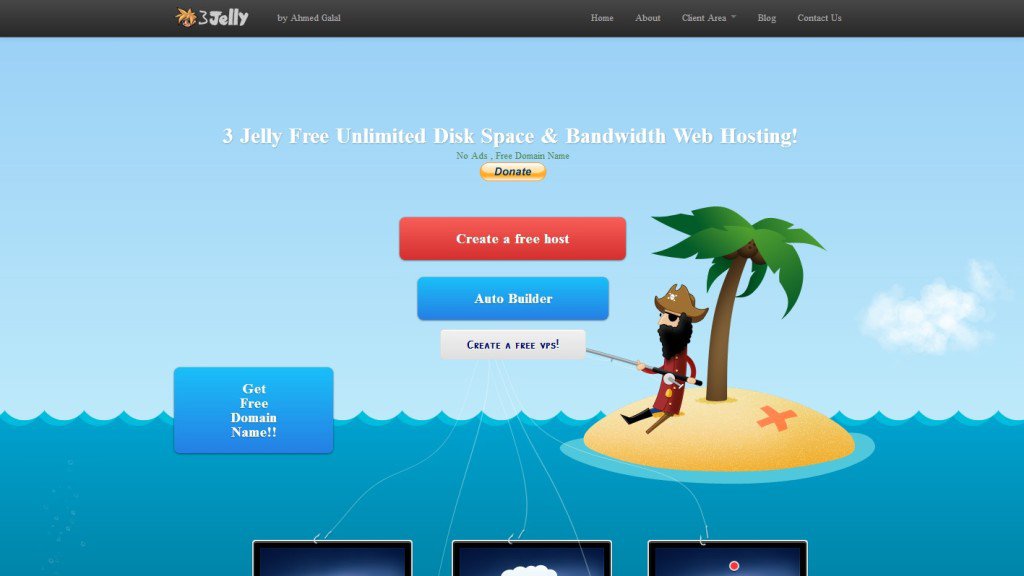 3Jelly by Ahmed Galal Home About Client Area Blog Contact Us
3 Jelly Free Unlimited Disk Space & Bandwidth Web Hosting!
No Ads , Free Domain Name
Donate
Create a free host
Auto Builder
Create a free vps!
Get
Free
Domain
Name!!